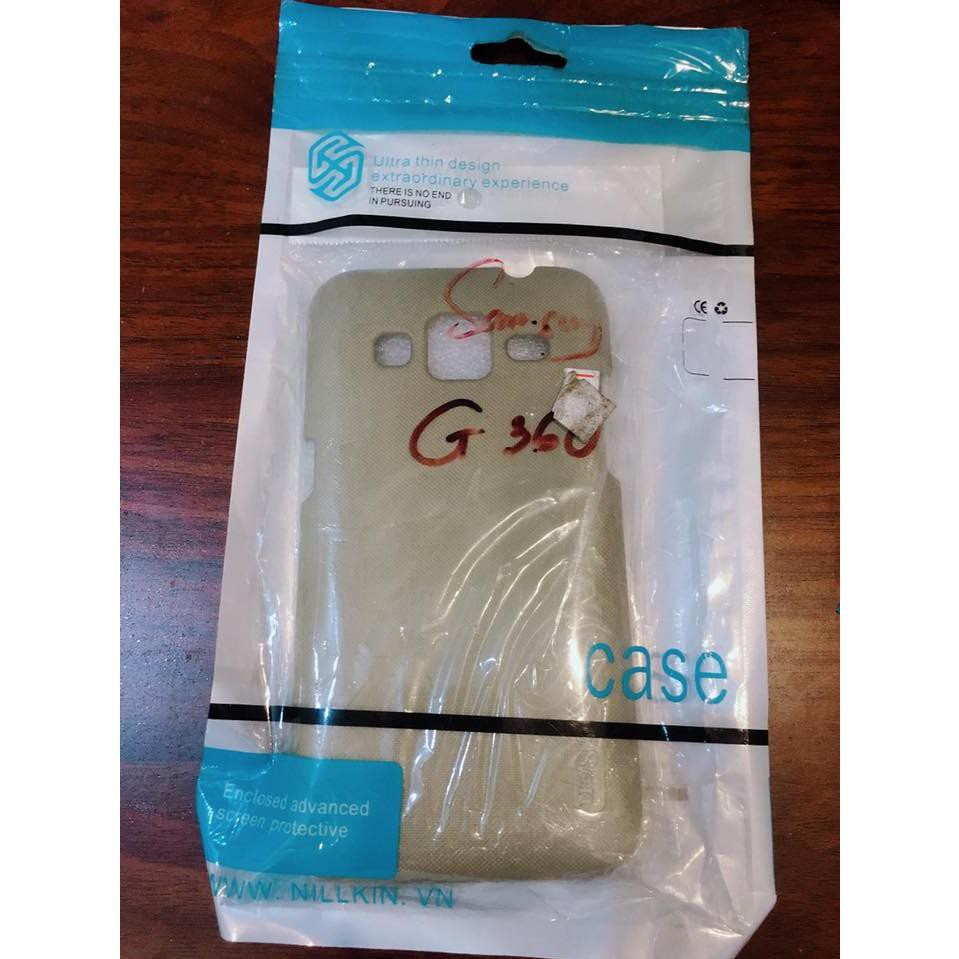 Ultra thin design
extraordinary experience
THERE IS NO END
IN PURSUING
CE
Samsung
G 360
case
Enclosed advanced
screen protective
WWW. NILLKIN. VN